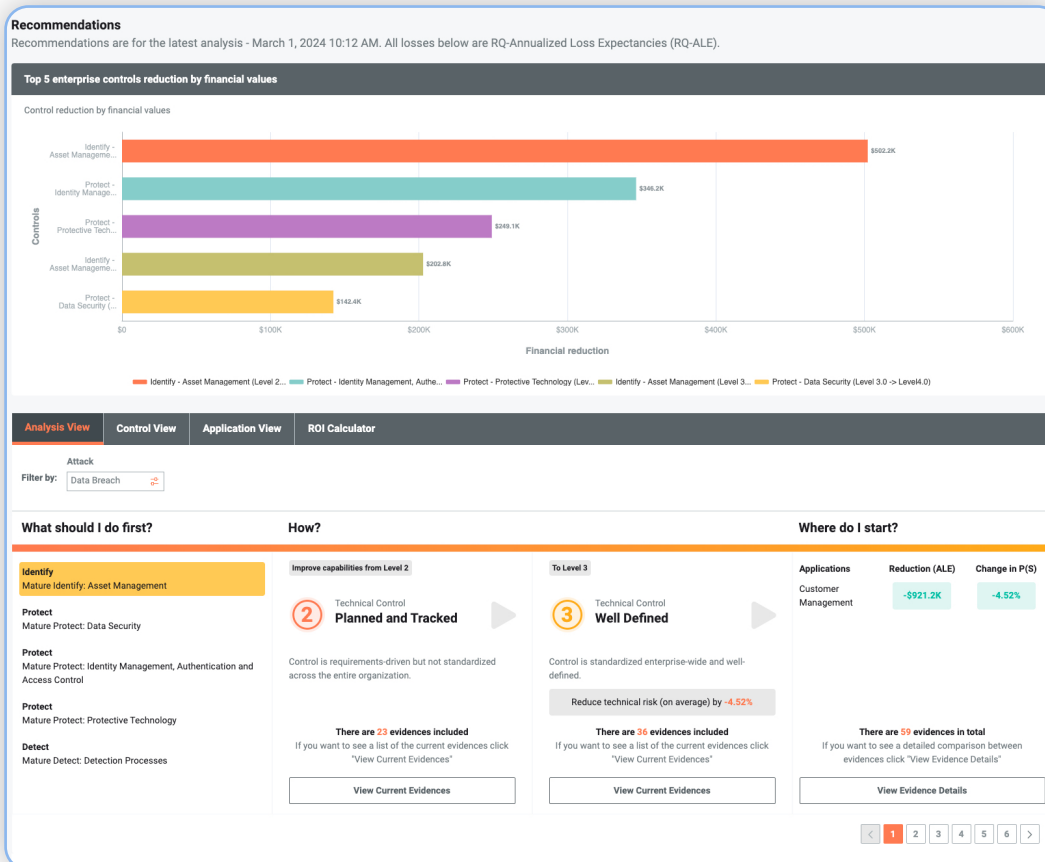 Recommendations
Recommendations are for the latest analysis - March 1, 2024 10:12 AM. All losses below are RQ-Annualized Loss Expectancies (RQ-ALE).
Top 5 enterprise controls reduction by financial values
Control reduction by financial values
Controls
Identify -
Asset Manageme...
$502.2K
Protect -
Identity Manage...
$346.2K
Protect -
Protective Tech...
$249.1K
Identify -
Asset Manageme...
$202.8K
Protect -
Data Security (...
$142.4K
$0
$100K
$200K
$300K
$400K
$500K
$600K
Financial reduction
Identify - Asset Management (Level 2...
Protect - Identity Management, Authe...
Protect - Protective Technology (Lev...
Identify - Asset Management (Level 3...
Protect - Data Security (Level 3.0 -> Level4.0)
Analysis View
Control View
Application View
ROI Calculator
Attack
Filter by:
Data Breach
What should I do first?
How?
Where do I start?
Identify
Mature Identify: Asset Management
Protect
Mature Protect: Data Security
Protect
Mature Protect: Identity Management, Authentication and
Access Control
Protect
Mature Protect: Protective Technology
Detect
Mature Detect: Detection Processes
Improve capabilities from Level 2
2
Technical Control
Planned and Tracked
Control is requirements-driven but not standardized
across the entire organization.
There are 23 evidences included
If you want to see a list of the current evidences click
"View Current Evidences"
View Current Evidences
To Level 3
3
Technical Control
Well Defined
Control is standardized enterprise-wide and well-
defined.
Reduce technical risk (on average) by -4.52%
There are 36 evidences included
If you want to see a list of the current evidences click
"View Current Evidences"
View Current Evidences
Applications
Reduction (ALE)
Change in P(S)
Customer
Management
-$921.2K
-4.52%
There are 59 evidences in total
If you want to see a detailed comparison between
evidences click "View Evidence Details"
View Evidence Details
< 1 2 3 4 5 6 >